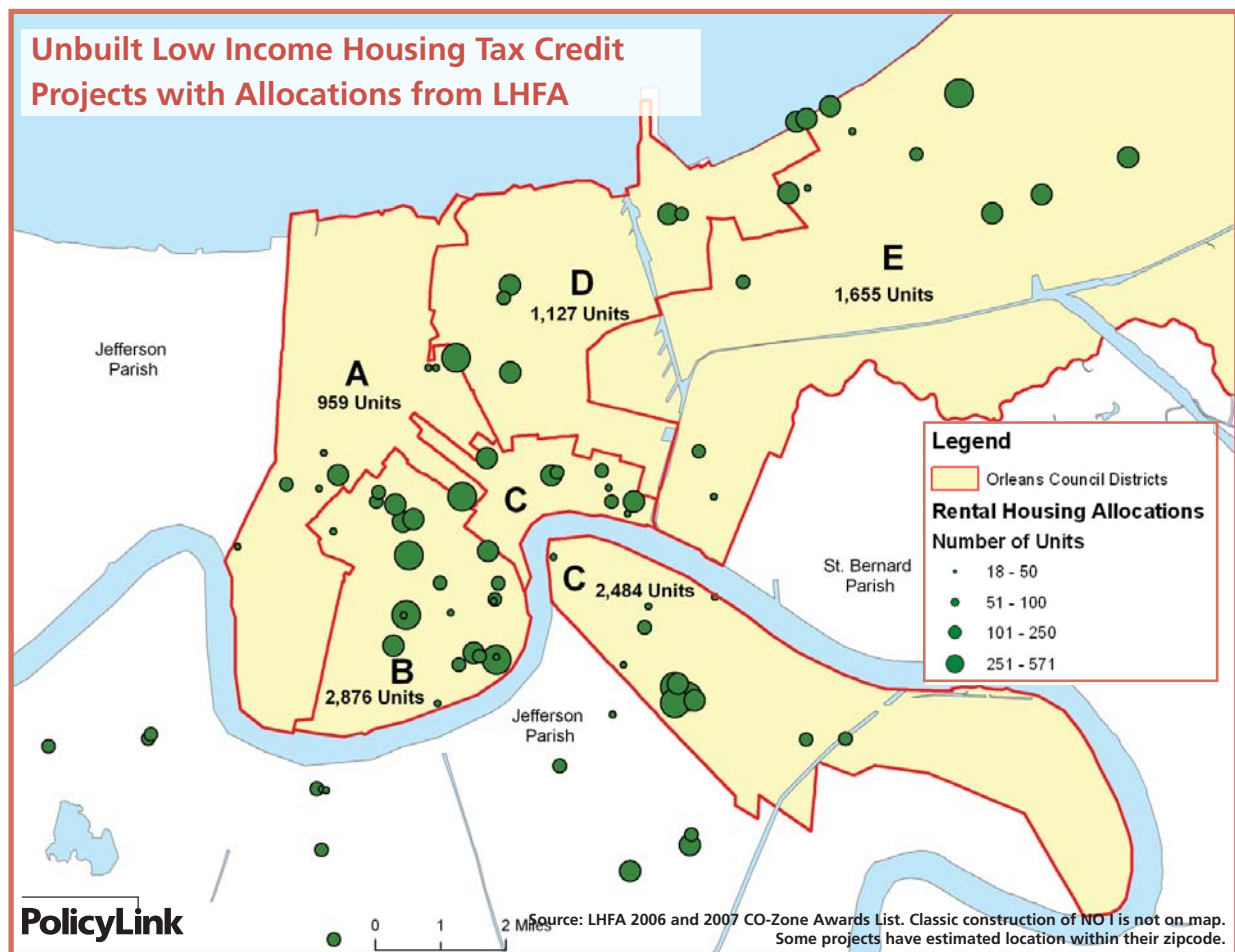 Unbuilt Low Income Housing Tax Credit
Projects with Allocations from LHFA
E
1,655 Units
D
1,127 Units
Jefferson
Parish
A
959 Units
C
C
2,484 Units
St. Bernard
Parish
B
2,876 Units
Jefferson
Parish
Legend
Orleans Council Districts
Rental Housing Allocations
Number of Units
18 - 50
51 - 100
101 - 250
251 - 571
PolicyLink
0 2 Miles
Source: LHFA 2006 and 2007 CO-Zone Awards List. Classic construction of NO I is not on map.
Some projects have estimated location within their zipcode.